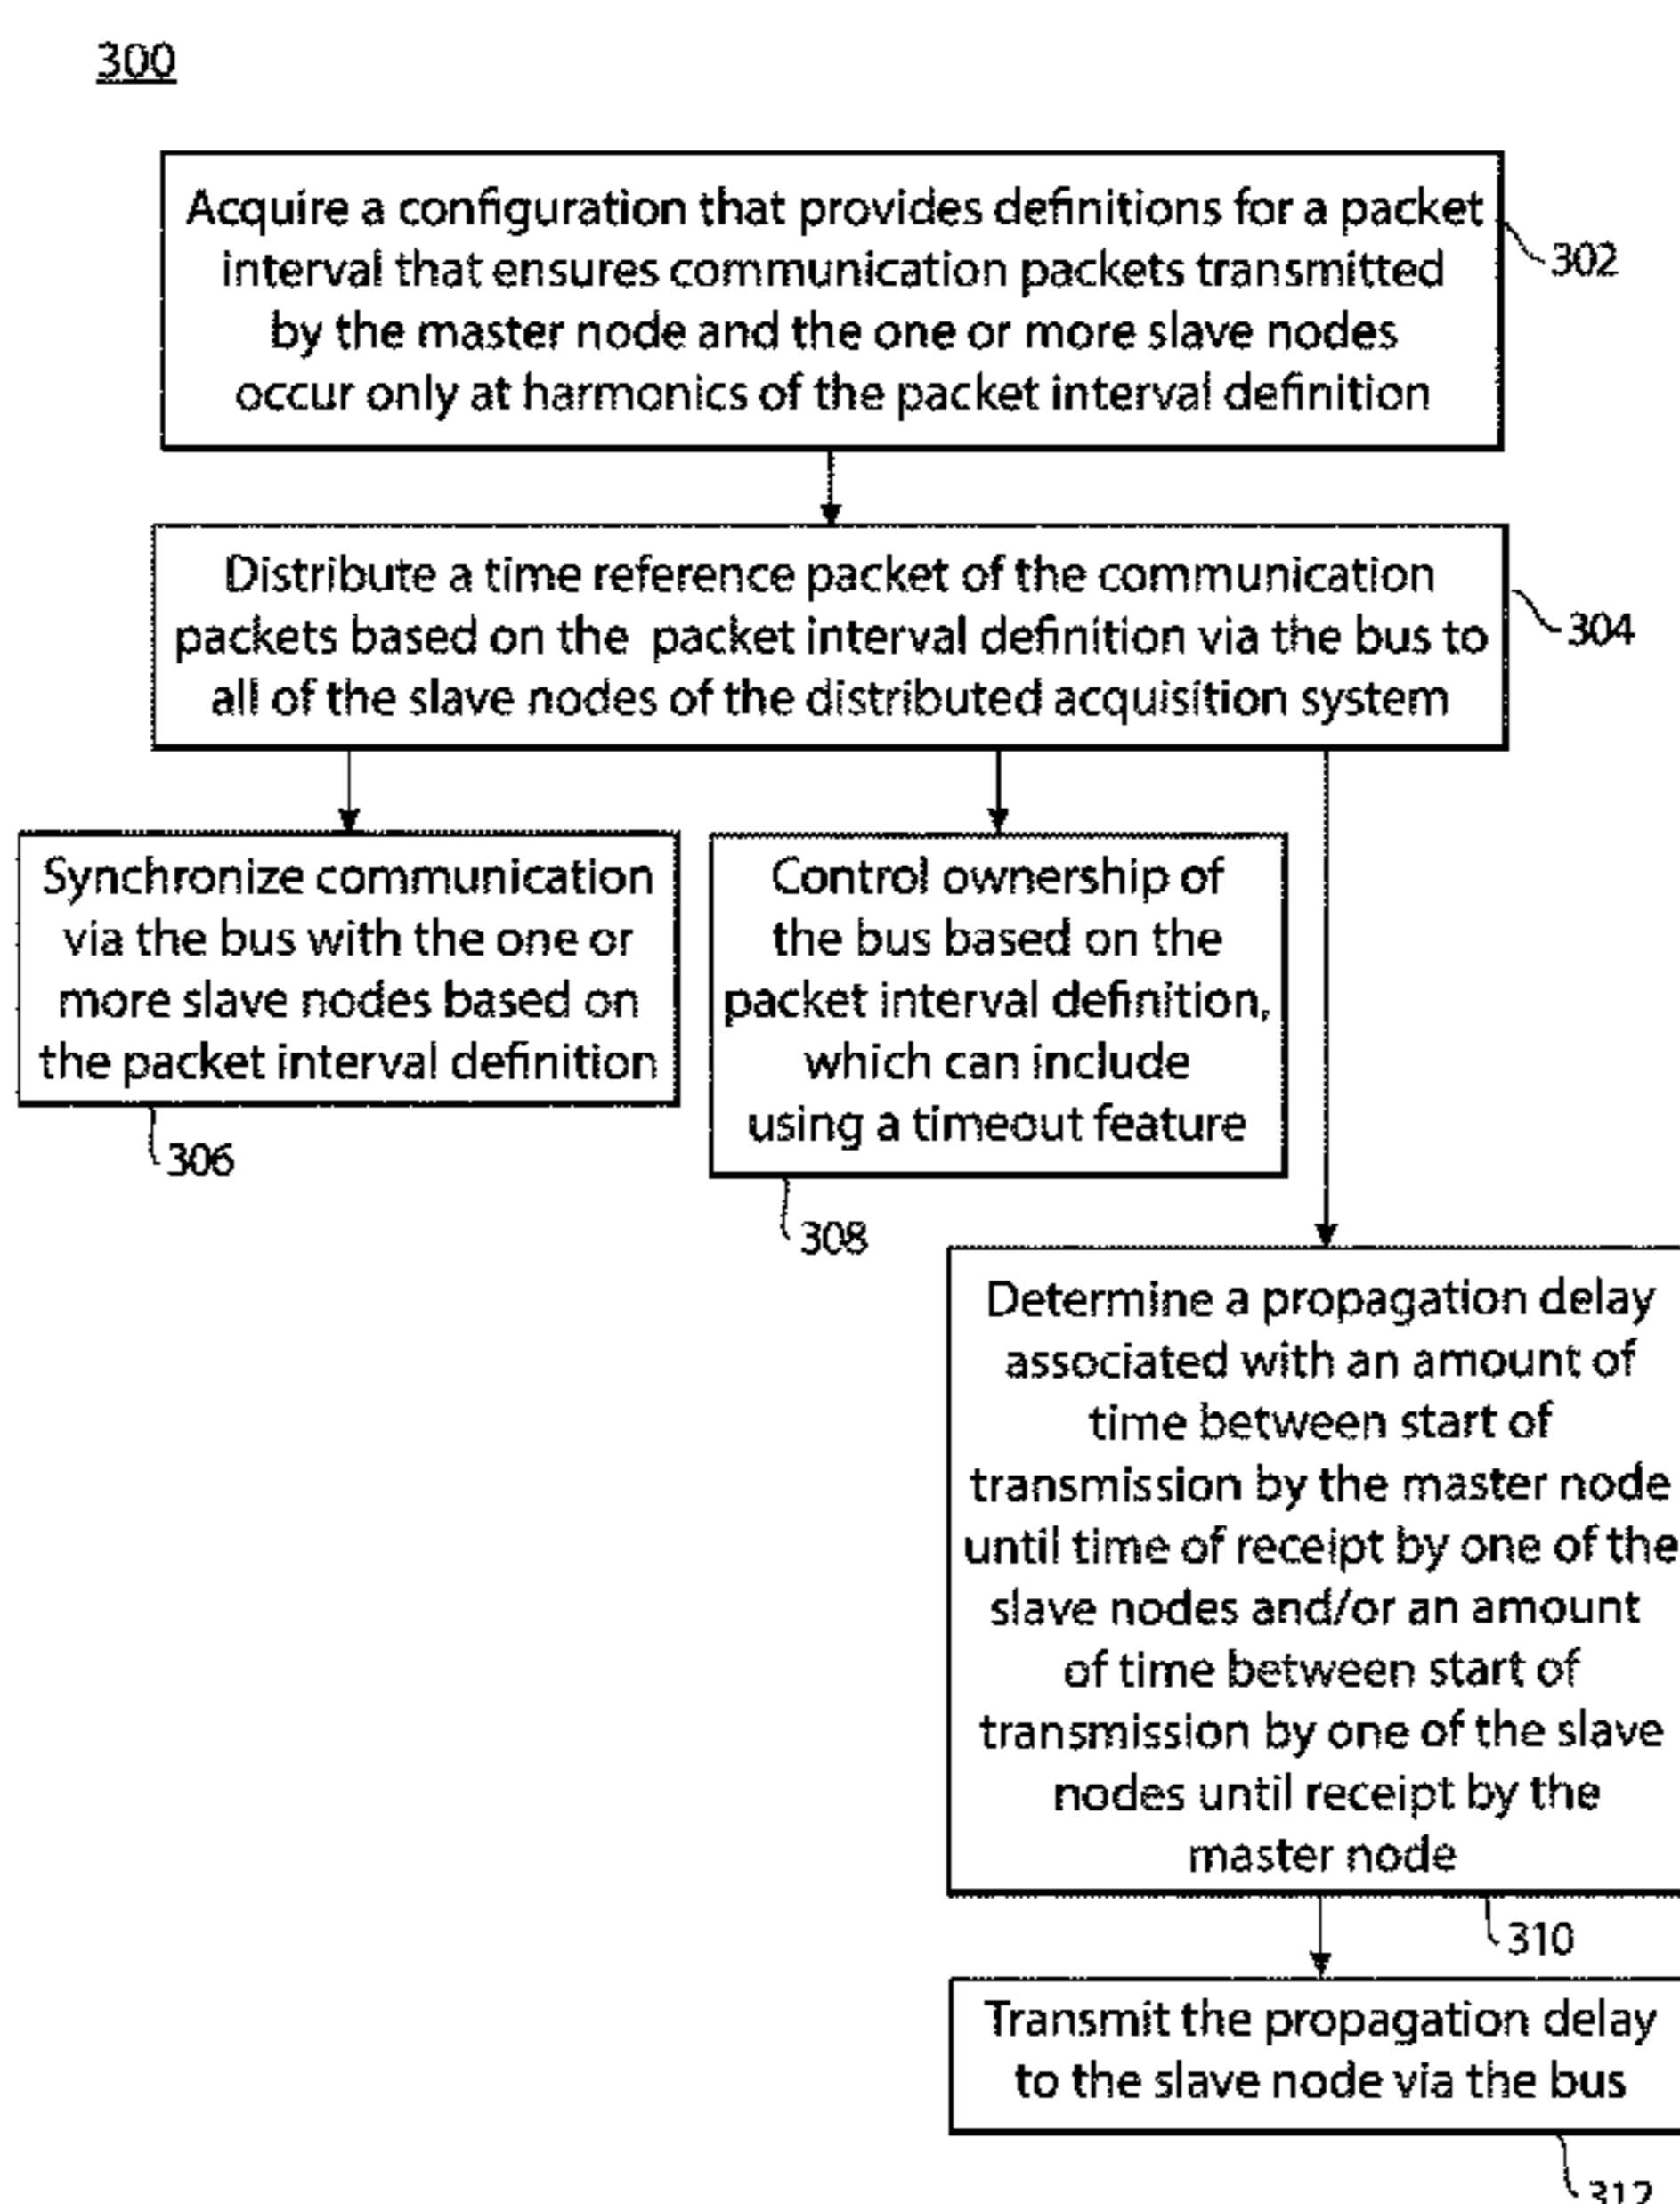 300
Acquire a configuration that provides definitions for a packet
interval that ensures communication packets transmitted
by the master node and the one or more slave nodes
occur only at harmonics of the packet interval definition
302
Distribute a time reference packet of the communication
packets based on the packet interval definition via the bus to
all of the slave nodes of the distributed acquisition system
304
Synchronize communication
via the bus with the one or
more slave nodes based on
the packet interval definition
306
Control ownership of
the bus based on the
packet interval definition,
which can include
using a timeout feature
308
Determine a propagation delay
associated with an amount of
time between start of
transmission by the master node
until time of receipt by one of the
slave nodes and/or an amount
of time between start of
transmission by one of the slave
nodes until receipt by the
master node
310
Transmit the propagation delay
to the slave node via the bus
312